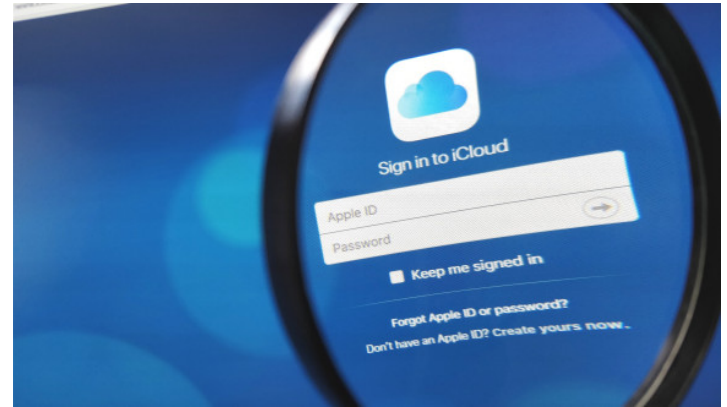 Sign in to iCloud
Apple ID
Password
Keep me signed in
Forgot Apple ID or password?
Don't have an Apple ID? Create yours now.